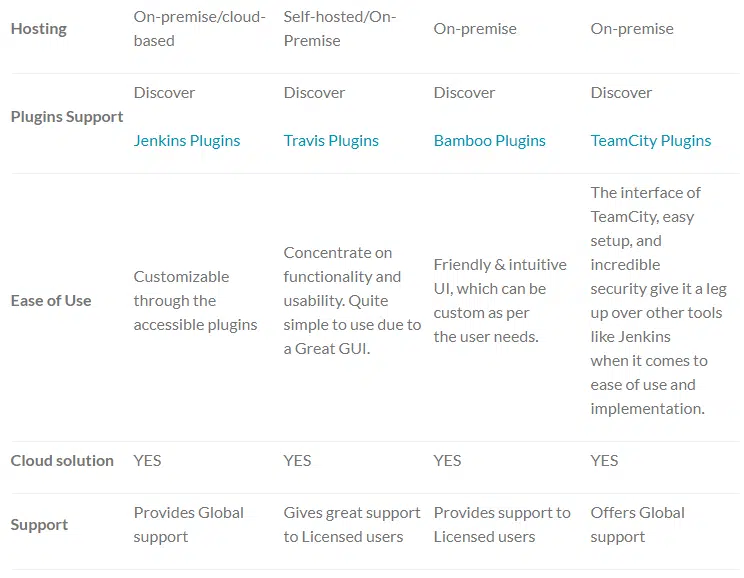 Hosting
On-premise/cloud-
based
Self-hosted/On-
Premise
On-premise
On-premise
Plugins Support
Discover
Jenkins Plugins
Discover
Travis Plugins
Discover
Bamboo Plugins
Discover
TeamCity Plugins
Ease of Use
Customizable
through the
accessible plugins
Concentrate on
functionality and
usability. Quite
simple to use due to
a Great GUI.
Friendly & intuitive
UI, which can be
custom as per
the user needs.
The interface of
TeamCity, easy
setup, and
incredible
security give it a leg
up over other tools
like Jenkins
when it comes to
ease of use and
implementation.
Cloud solution
YES
YES
YES
YES
Support
Provides Global
support
Gives great support
to Licensed users
Provides support to
Licensed users
Offers Global
support